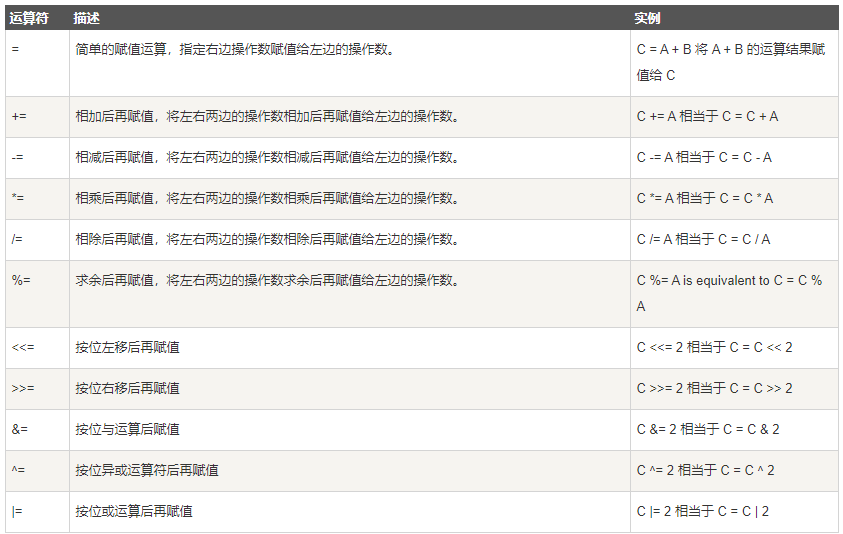 运算符 描述 实例
= 简单的赋值运算，指定右边操作数赋值给左边的操作数。 C = A + B 将 A + B 的运算结果赋
值给 C
+= 相加后再赋值，将左右两边的操作数相加后再赋值给左边的操作数。 C += A 相当于 C = C + A
-= 相减后再赋值，将左右两边的操作数相减后再赋值给左边的操作数。 C -= A 相当于 C = C - A
*= 相乘后再赋值，将左右两边的操作数相乘后再赋值给左边的操作数。 C *= A 相当于 C = C * A
/= 相除后再赋值，将左右两边的操作数相除后再赋值给左边的操作数。 C /= A 相当于 C = C / A
%= 求余后再赋值，将左右两边的操作数求余后再赋值给左边的操作数。 C %= A is equivalent to C = C %
A
<<= 按位左移后再赋值 C <<= 2 相当于 C = C << 2
>>= 按位右移后再赋值 C >>= 2 相当于 C = C >> 2
&= 按位与运算后赋值 C &= 2 相当于 C = C & 2
^= 按位异或运算符后再赋值 C ^= 2 相当于 C = C ^ 2
|= 按位或运算后再赋值 C |= 2 相当于 C = C | 2